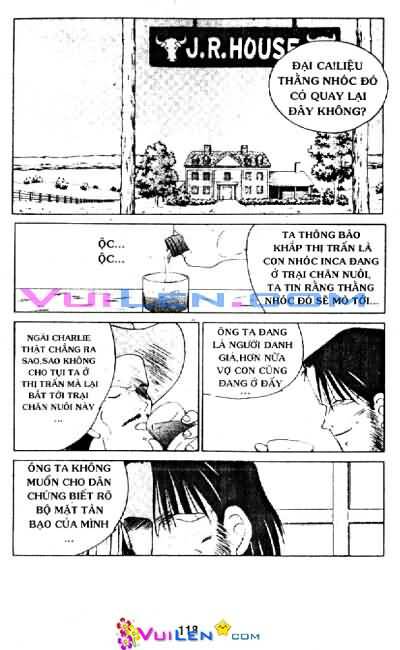 J.R.HOUSE
ĐẠI CA!LIỆU
THẰNG NHÓC ĐÓ
CÓ QUAY LẠI
ĐÂY KHÔNG?
ỘC...
ỘC...
TA THÔNG BÁO
KHẮP THỊ TRẤN LÀ
CON NHÓC INCA ĐANG
Ở TRẠI CHĂN NUÔI,
TA TIN RẰNG THẰNG
NHÓC ĐÓ SẼ MÒ TỚI...
VUILEN.COM
NGÀI CHARLIE
THẬT CHẲNG RA
SAO,SAO KHÔNG
CHO TỤI TA Ở
THỊ TRẤN MÀ LẠI
BẮT TỚI TRẠI
CHĂN NUÔI NÀY
...
ÔNG TA ĐANG
LÀ NGƯỜI DANH
GIÁ,HƠN NỮA
VỢ CON CŨNG
ĐANG Ở ĐẤY
...
ÔNG TA KHÔNG
MUỐN CHO DÂN
CHÚNG BIẾT RÕ
BỘ MẶT TÀN
BẠO CỦA MÌNH
...
118
VUILEN.COM